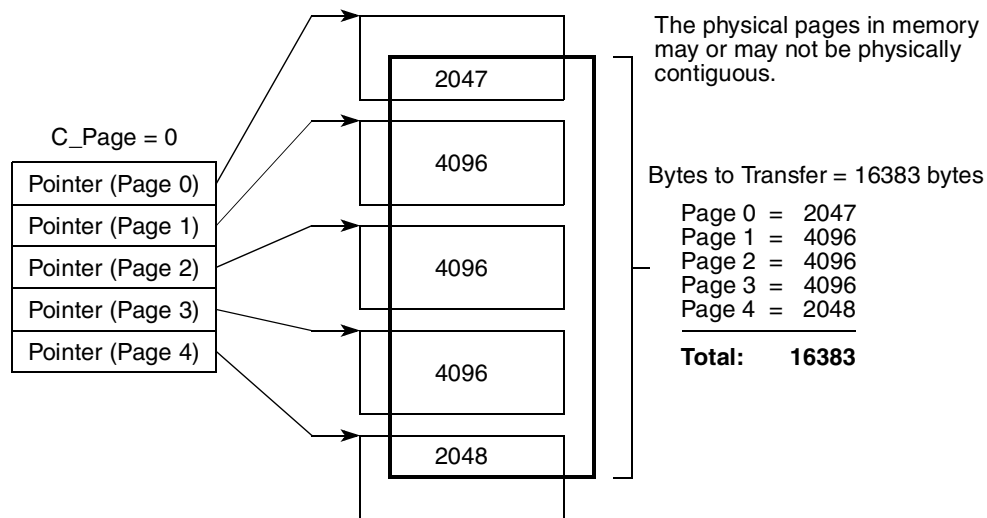 The physical pages in memory
may or may not be physically
contiguous.
2047
C_Page = 0
4096
Pointer (Page 0)
Bytes to Transfer = 16383 bytes
Pointer (Page 1)
Page 0 = 2047
Page 1 = 4096
Pointer (Page 2)
4096
Page 2 = 4096
Page 3 = 4096
Pointer (Page 3)
Page 4 = 2048
Pointer (Page 4)
Total: 16383
4096
2048